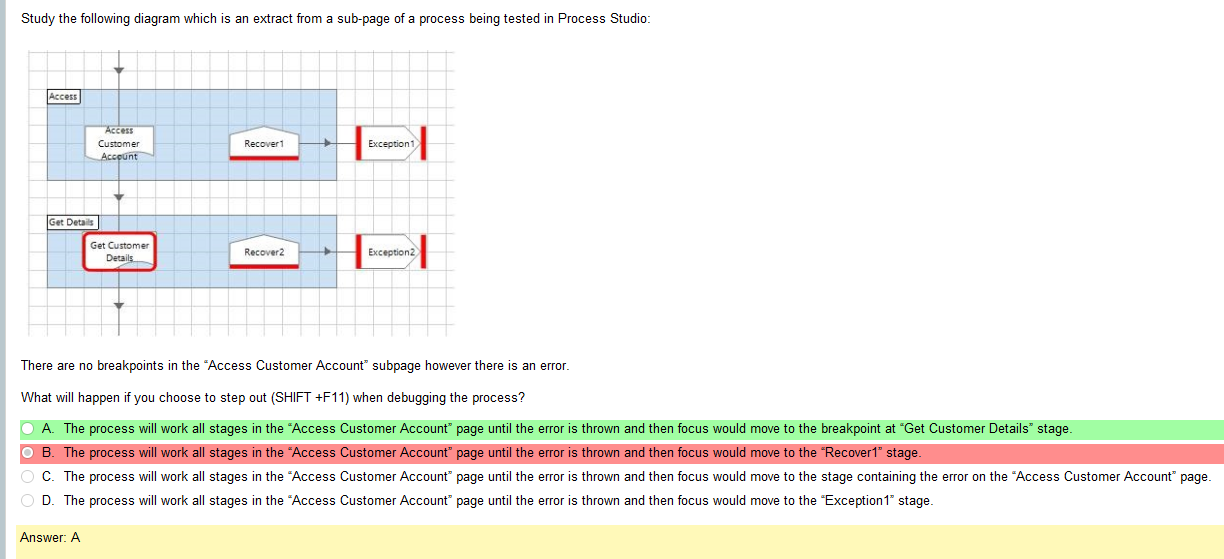 Study the following diagram which is an extract from a sub-page of a process being tested in Process Studio:
Access
Access
Customer
Account
Recover1
Exception1
Get Details
Get Customer
Details
Recover2
Exception2
There are no breakpoints in the “Access Customer Account” subpage however there is an error.
What will happen if you choose to step out (SHIFT +F11) when debugging the process?
A. The process will work all stages in the “Access Customer Account” page until the error is thrown and then focus would move to the breakpoint at “Get Customer Details” stage.
B. The process will work all stages in the “Access Customer Account” page until the error is thrown and then focus would move to the “Recover1” stage.
C. The process will work all stages in the “Access Customer Account” page until the error is thrown and then focus would move to the stage containing the error on the “Access Customer Account” page.
D. The process will work all stages in the “Access Customer Account” page until the error is thrown and then focus would move to the “Exception1” stage.
Answer: A